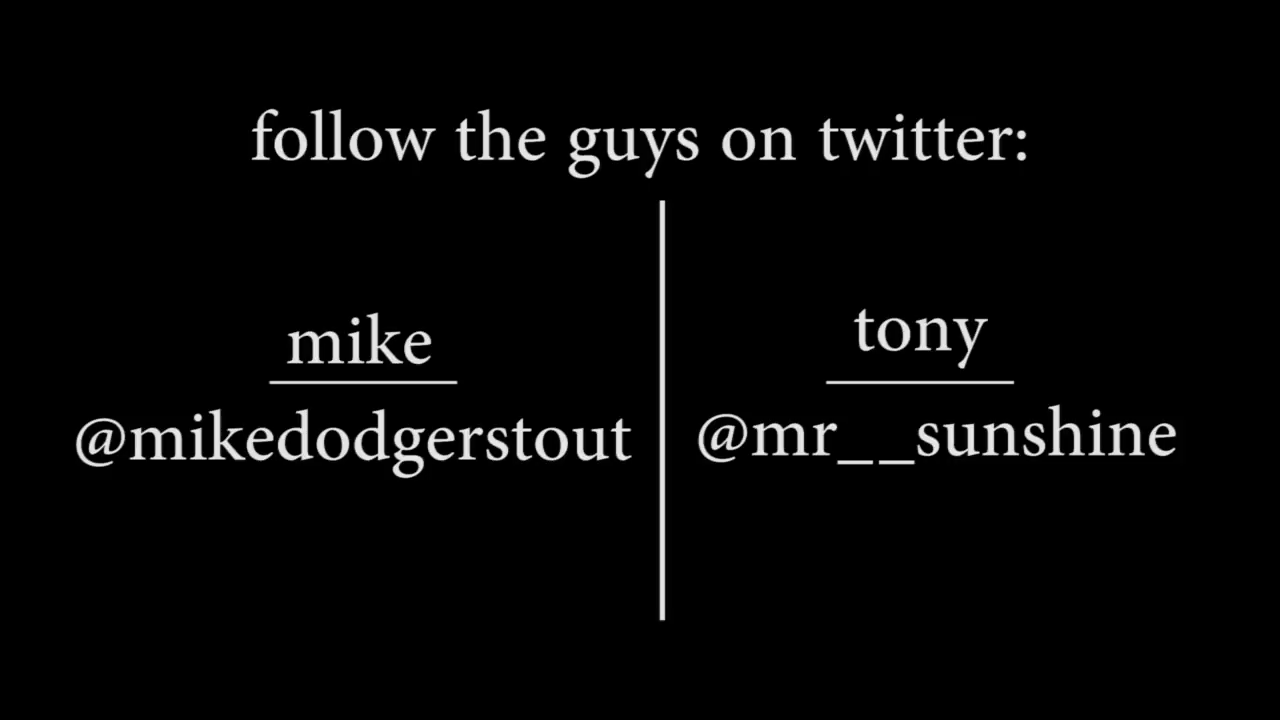 follow the guys on twitter:
mike
@mikedodgerstout
tony
@mr__sunshine